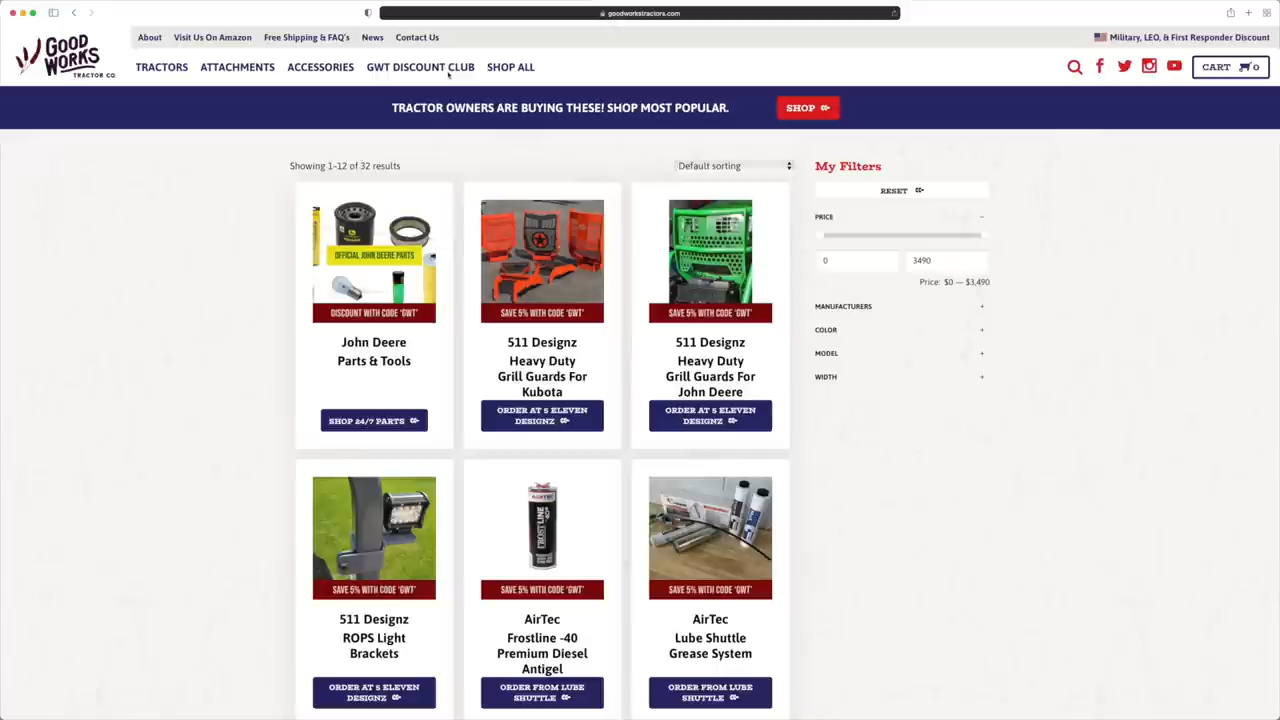 goodworkstractors.com
GOOD
WORKS
TRACTOR CO.
About
Visit Us On Amazon
Free Shipping & FAQ's
News
Contact Us
Military, LEO, & First Responder Discount
TRACTORS
ATTACHMENTS
ACCESSORIES
GWT DISCOUNT CLUB
SHOP ALL
CART 0
TRACTOR OWNERS ARE BUYING THESE! SHOP MOST POPULAR.
SHOP
Showing 1–12 of 32 results
Default sorting
OFFICIAL JOHN DEERE PARTS
DISCOUNT WITH CODE 'GWT'
John Deere
Parts & Tools
SHOP 24/7 PARTS
SAVE 5% WITH CODE 'GWT'
511 Designz
Heavy Duty
Grill Guards For
Kubota
ORDER AT 5 ELEVEN
DESIGNZ
SAVE 5% WITH CODE 'GWT'
511 Designz
Heavy Duty
Grill Guards For
John Deere
ORDER AT 5 ELEVEN
DESIGNZ
SAVE 5% WITH CODE 'GWT'
511 Designz
ROPS Light
Brackets
ORDER AT 5 ELEVEN
DESIGNZ
AIRTEC
FROSTLINE
SAVE 5% WITH CODE 'GWT'
AirTec
Frostline -40
Premium Diesel
Antigel
ORDER FROM LUBE
SHUTTLE
SAVE 5% WITH CODE 'GWT'
AirTec
Lube Shuttle
Grease System
ORDER FROM LUBE
SHUTTLE
My Filters
RESET
PRICE
0
3490
Price: $0 — $3,490
MANUFACTURERS
COLOR
MODEL
WIDTH